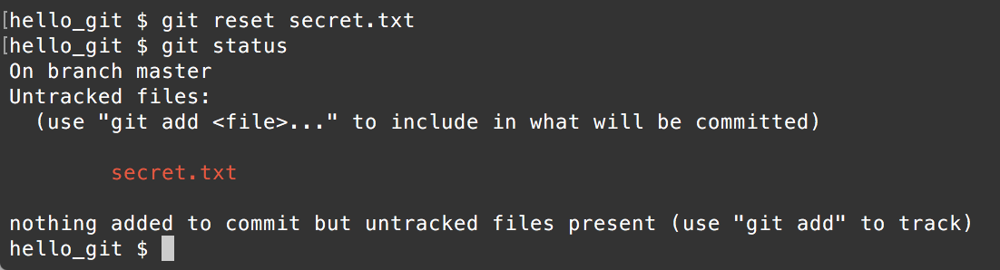 [hello_git $ git reset secret.txt
[hello_git $ git status
On branch master
Untracked files:
  (use "git add <file>..." to include in what will be committed)
        secret.txt
nothing added to commit but untracked files present (use "git add" to track)
hello_git $